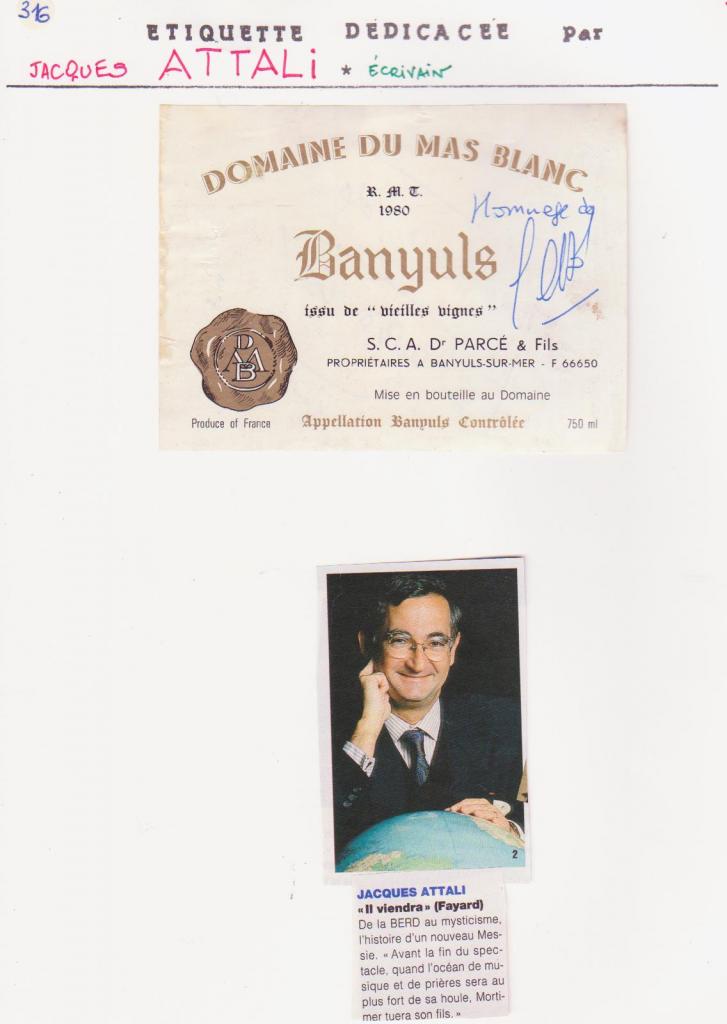 316
ETIQUETTE DEDICACEE par
JACQUES ATTALi * ÉCRIVAIN
DOMAINE DU MAS BLANC
R. M. T.
1980
Hommage de
Banyuls
issu de "vieilles vignes"
S. C. A. Dr PARCÉ & Fils
PROPRIÉTAIRES A BANYULS-SUR-MER - F 66650
DMB
Mise en bouteille au Domaine
Produce of France
Appellation Banyuls Contrôlée
750 ml
2
JACQUES ATTALI
« Il viendra » (Fayard)
De la BERD au mysticisme,
l'histoire d'un nouveau Mes-
sie. « Avant la fin du spec-
tacle, quand l'océan de mu-
sique et de prières sera au
plus fort de sa houle, Morti-
mer tuera son fils. »